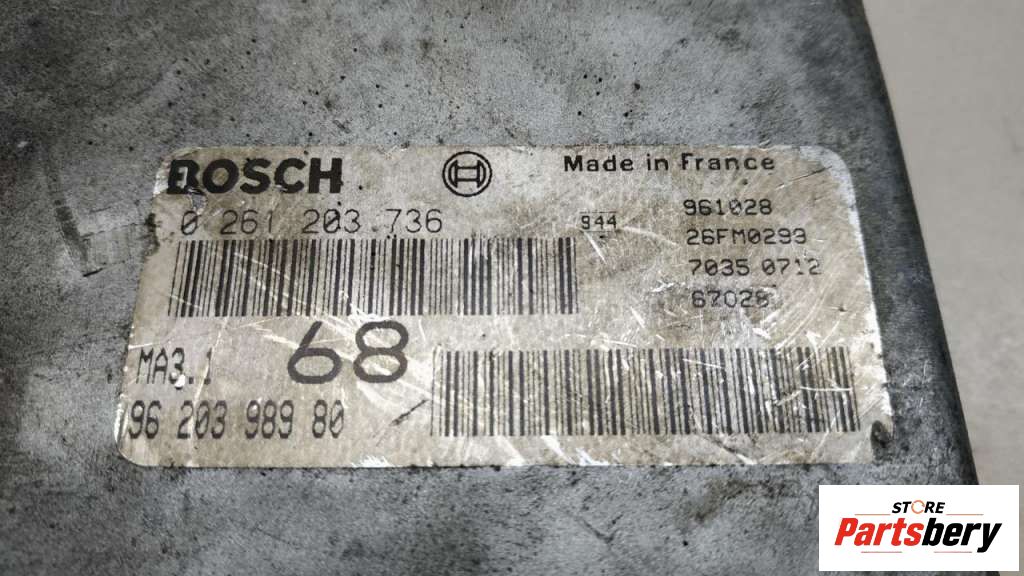 BOSCH
Made in France
0 261 203 736
944
961028
26FM0293
7035 0712
67028
MA3.1
68
96 203 989 80
STORE
Partsbery